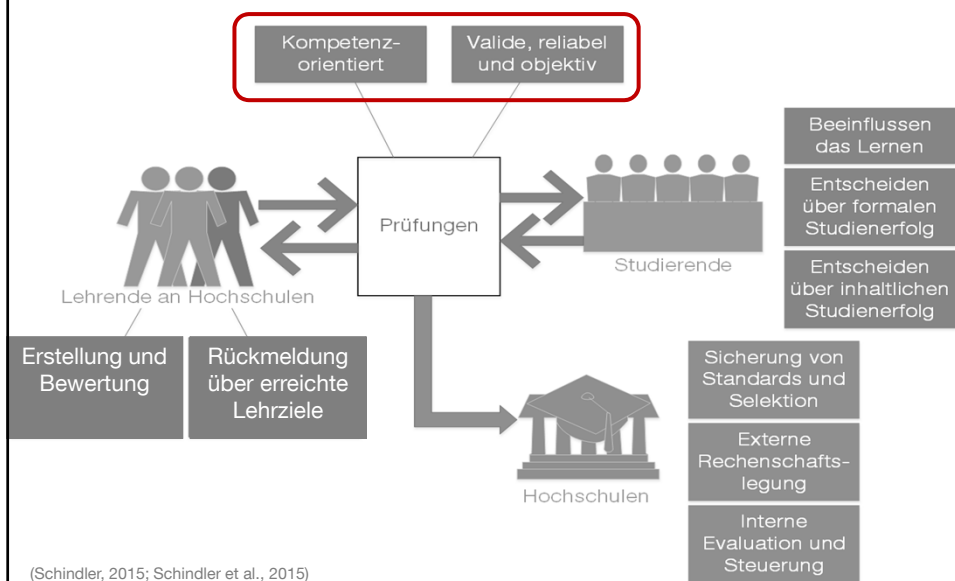 Kompetenz-
orientiert
Valide, reliabel
und objektiv
Prüfungen
Lehrende an Hochschulen
Erstellung und
Bewertung
Rückmeldung
über erreichte
Lehrziele
Studierende
Beeinflussen
das Lernen
Entscheiden
über formalen
Studienerfolg
Entscheiden
über inhaltlichen
Studienerfolg
Hochschulen
Sicherung von
Standards und
Selektion
Externe
Rechenschafts-
legung
Interne
Evaluation und
Steuerung
(Schindler, 2015; Schindler et al., 2015)